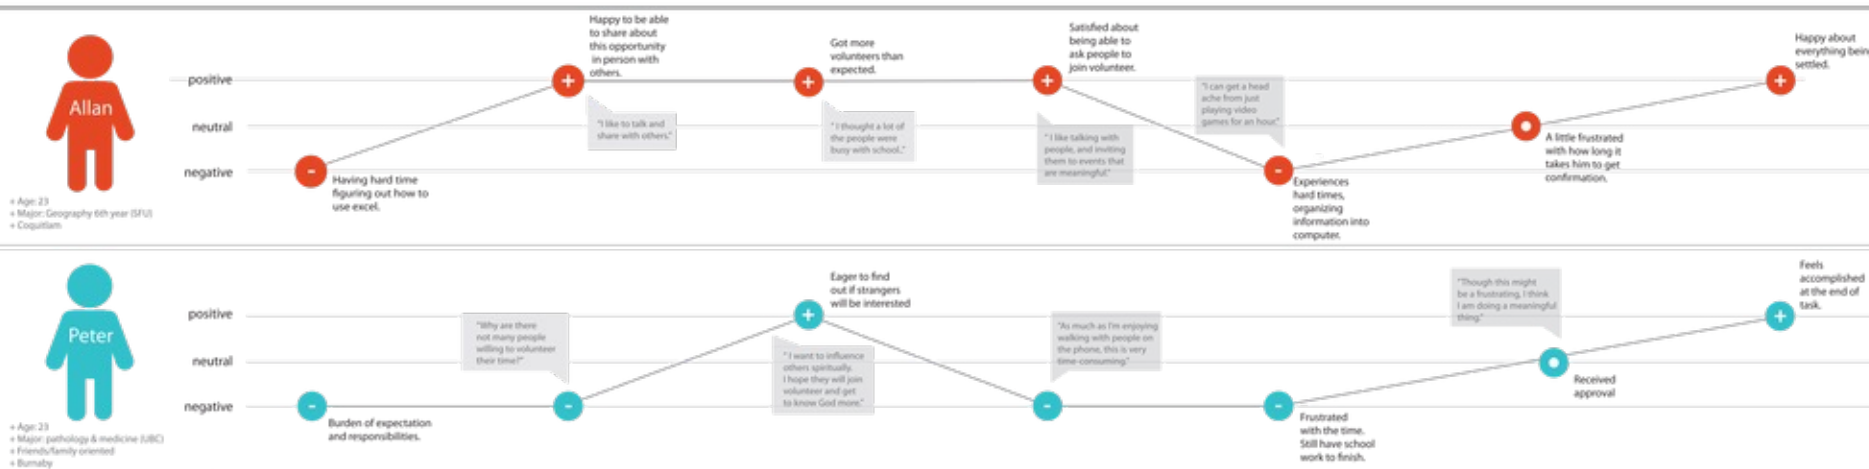 Allan
+ Age: 23
+ Major: Geography 6th year (SFU)
+ Coquitlam
positive
neutral
negative
-
Having hard time
figuring out how to
use excel.
+
Happy to be able
to share about
this opportunity
in person with
others.
"I like to talk and
share with others."
+
Got more
volunteers than
expected.
" I thought a lot of
the people were
busy with school.."
+
Satisfied about
being able to
ask people to
join volunteer.
" I like talking with
people, and inviting
them to events that
are meaningful"
"I can get a head
ache from just
playing video
games for an hour."
-
Experiences
hard times,
organizing
information into
computer.
A little frustrated
with how long it
takes him to get
confirmation.
+
Happy about
everything bein
settled.
Peter
+ Age: 23
+ Major: pathology & medicine (UBC)
+ Friends/family oriented
+ Burnaby
positive
neutral
negative
-
Burden of expectation
and responsibilities.
"Why are there
not many people
willing to volunteer
their time?"
-
+
Eager to find
out if strangers
will be interested
" I want to influence
others spiritually.
I hope they will join
volunteer and get
to know God more."
"As much as I'm enjoying
walking with people on
the phone, this is very
time-consuming."
-
-
Frustrated
with the time.
Still have school
work to finish.
"Though this might
be a frustrating, I think
I am doing a meaningful
thing."
Received
approval
+
Feels
accomplished
at the end of
task.